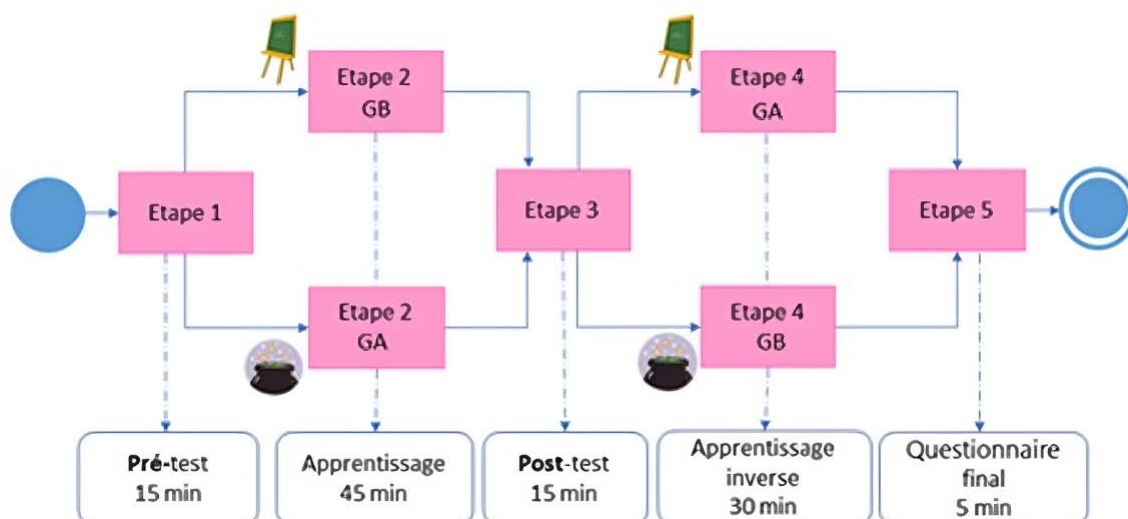 Etape 2
GB
Etape 4
GA
Etape 1
Etape 3
Etape 5
Etape 2
GA
Etape 4
GB
Pré-test
15 min
Apprentissage
45 min
Post-test
15 min
Apprentissage
inverse
30 min
Questionnaire
final
5 min